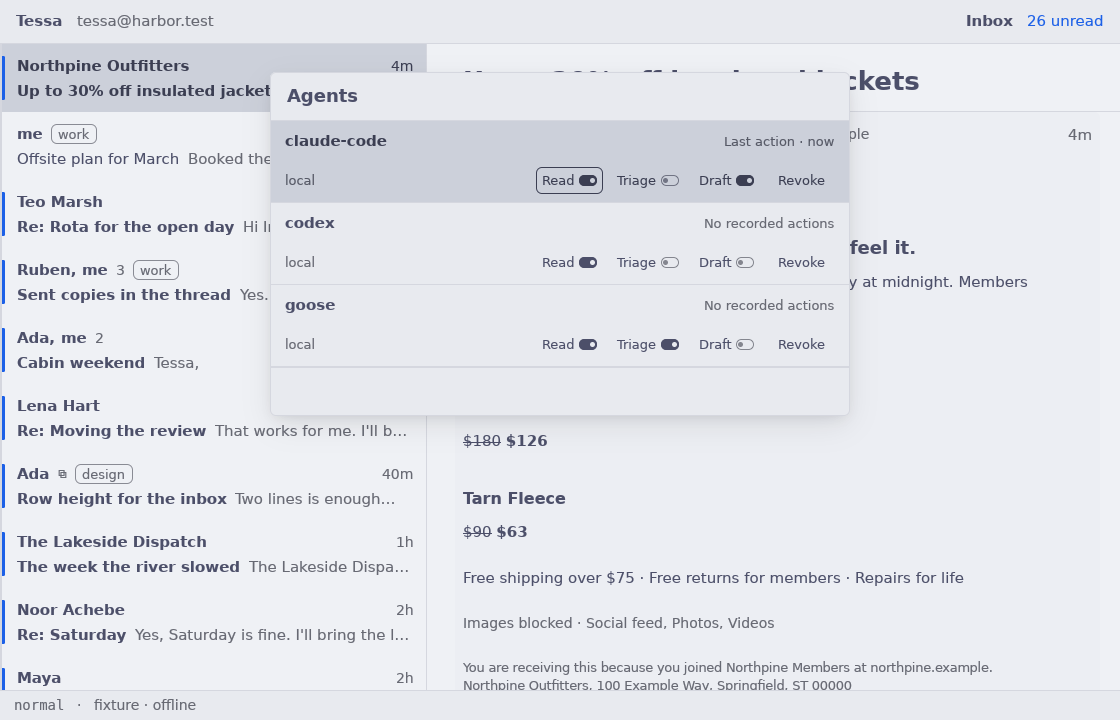 Tessa tessa@harbor.test
Inbox 26 unread
Northpine Outfitters 4m
Up to 30% off insulated jacket
me work
Offsite plan for March Booked the
Teo Marsh
Re: Rota for the open day Hi
Ruben, me 3 work
Sent copies in the thread Yes.
Ada, me 2
Cabin weekend Tessa,
Lena Hart
Re: Moving the review That works for me. I'll b…
Ada design 40m
Row height for the inbox Two lines is enough…
The Lakeside Dispatch 1h
The week the river slowed The Lakeside Dispa…
Noor Achebe 2h
Re: Saturday Yes, Saturday is fine. I'll bring the l…
Maya 2h
Agents
claude-code Last action · now
local Read Triage Draft Revoke
codex No recorded actions
local Read Triage Draft Revoke
goose No recorded actions
local Read Triage Draft Revoke
ckets
ple 4m
feel it.
y at midnight. Members
$180 $126
Tarn Fleece
$90 $63
Free shipping over $75 · Free returns for members · Repairs for life
Images blocked · Social feed, Photos, Videos
You are receiving this because you joined Northpine Members at northpine.example.
Northpine Outfitters, 100 Example Way, Springfield, ST 00000
normal · fixture · offline